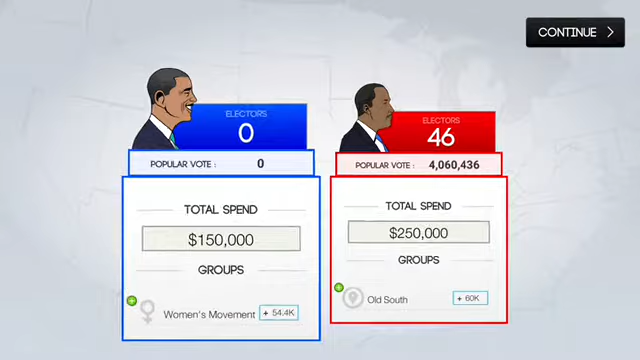 CONTINUE >
ELECTORS
0
POPULAR VOTE : 0
TOTAL SPEND
$150,000
GROUPS
Women's Movement + 54.4K
ELECTORS
46
POPULAR VOTE : 4,060,436
TOTAL SPEND
$250,000
GROUPS
Old South + 60K